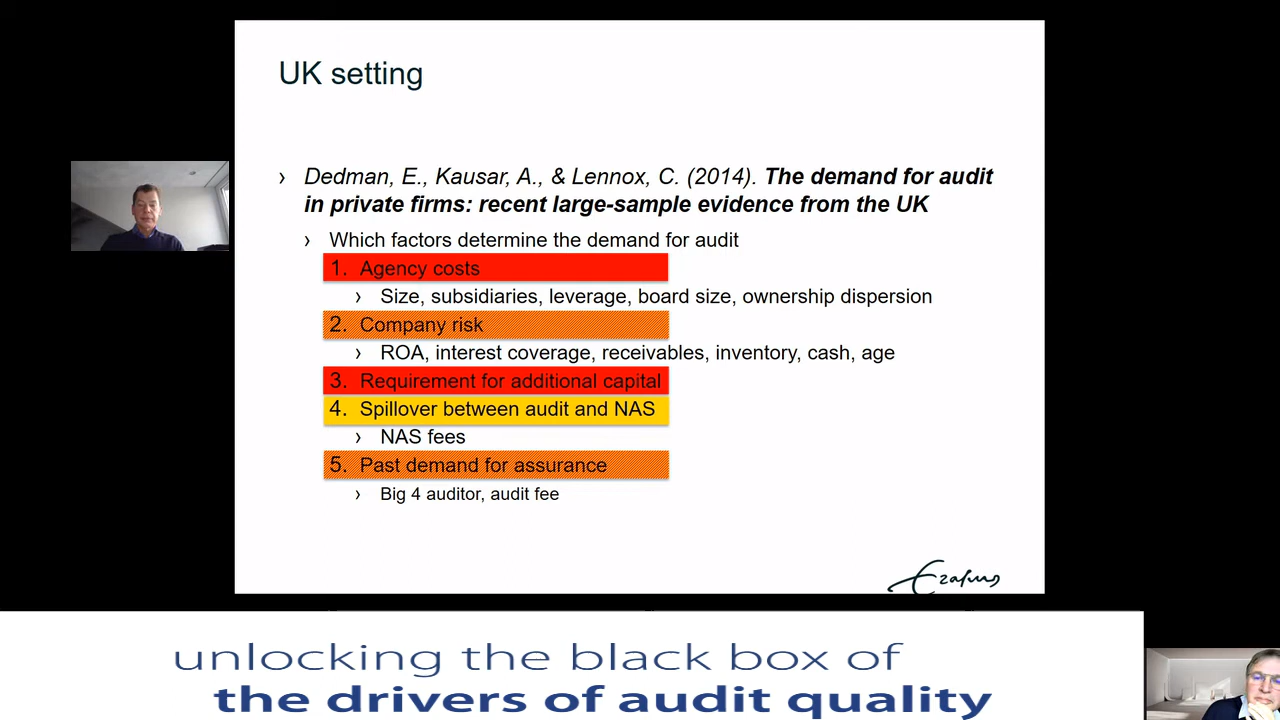 UK setting
› Dedman, E., Kausar, A., & Lennox, C. (2014). The demand for audit
in private firms: recent large-sample evidence from the UK
› Which factors determine the demand for audit
1. Agency costs
› Size, subsidiaries, leverage, board size, ownership dispersion
2. Company risk
› ROA, interest coverage, receivables, inventory, cash, age
3. Requirement for additional capital
4. Spillover between audit and NAS
› NAS fees
5. Past demand for assurance
› Big 4 auditor, audit fee
Erasmus
unlocking the black box of
the drivers of audit quality